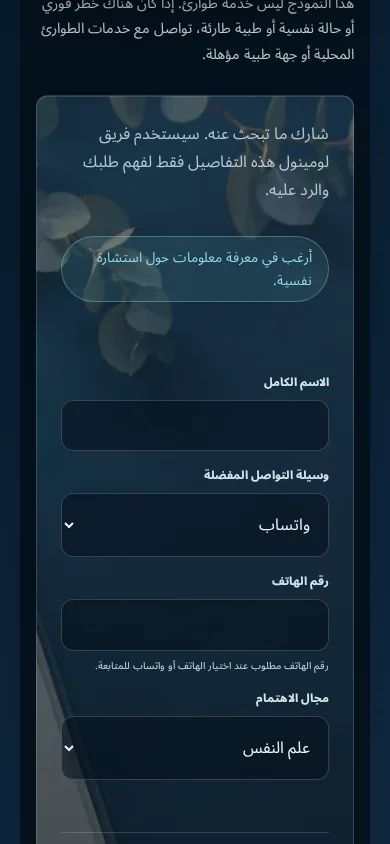 هذا النموذج ليس خدمة طوارئ. إذا كان هناك خطر فوري
أو حالة نفسية أو طبية طارئة، تواصل مع خدمات الطوارئ
المحلية أو جهة طبية مؤهلة.
شارك ما تبحث عنه. سيستخدم فريق
لومينول هذه التفاصيل فقط لفهم طلبك
والرد عليه.
أرغب في معرفة معلومات حول استشارة
نفسية.
الاسم الكامل
وسيلة التواصل المفضلة
واتساب
رقم الهاتف
رقم الهاتف مطلوب عند اختيار الهاتف أو واتساب للمتابعة.
مجال الاهتمام
علم النفس